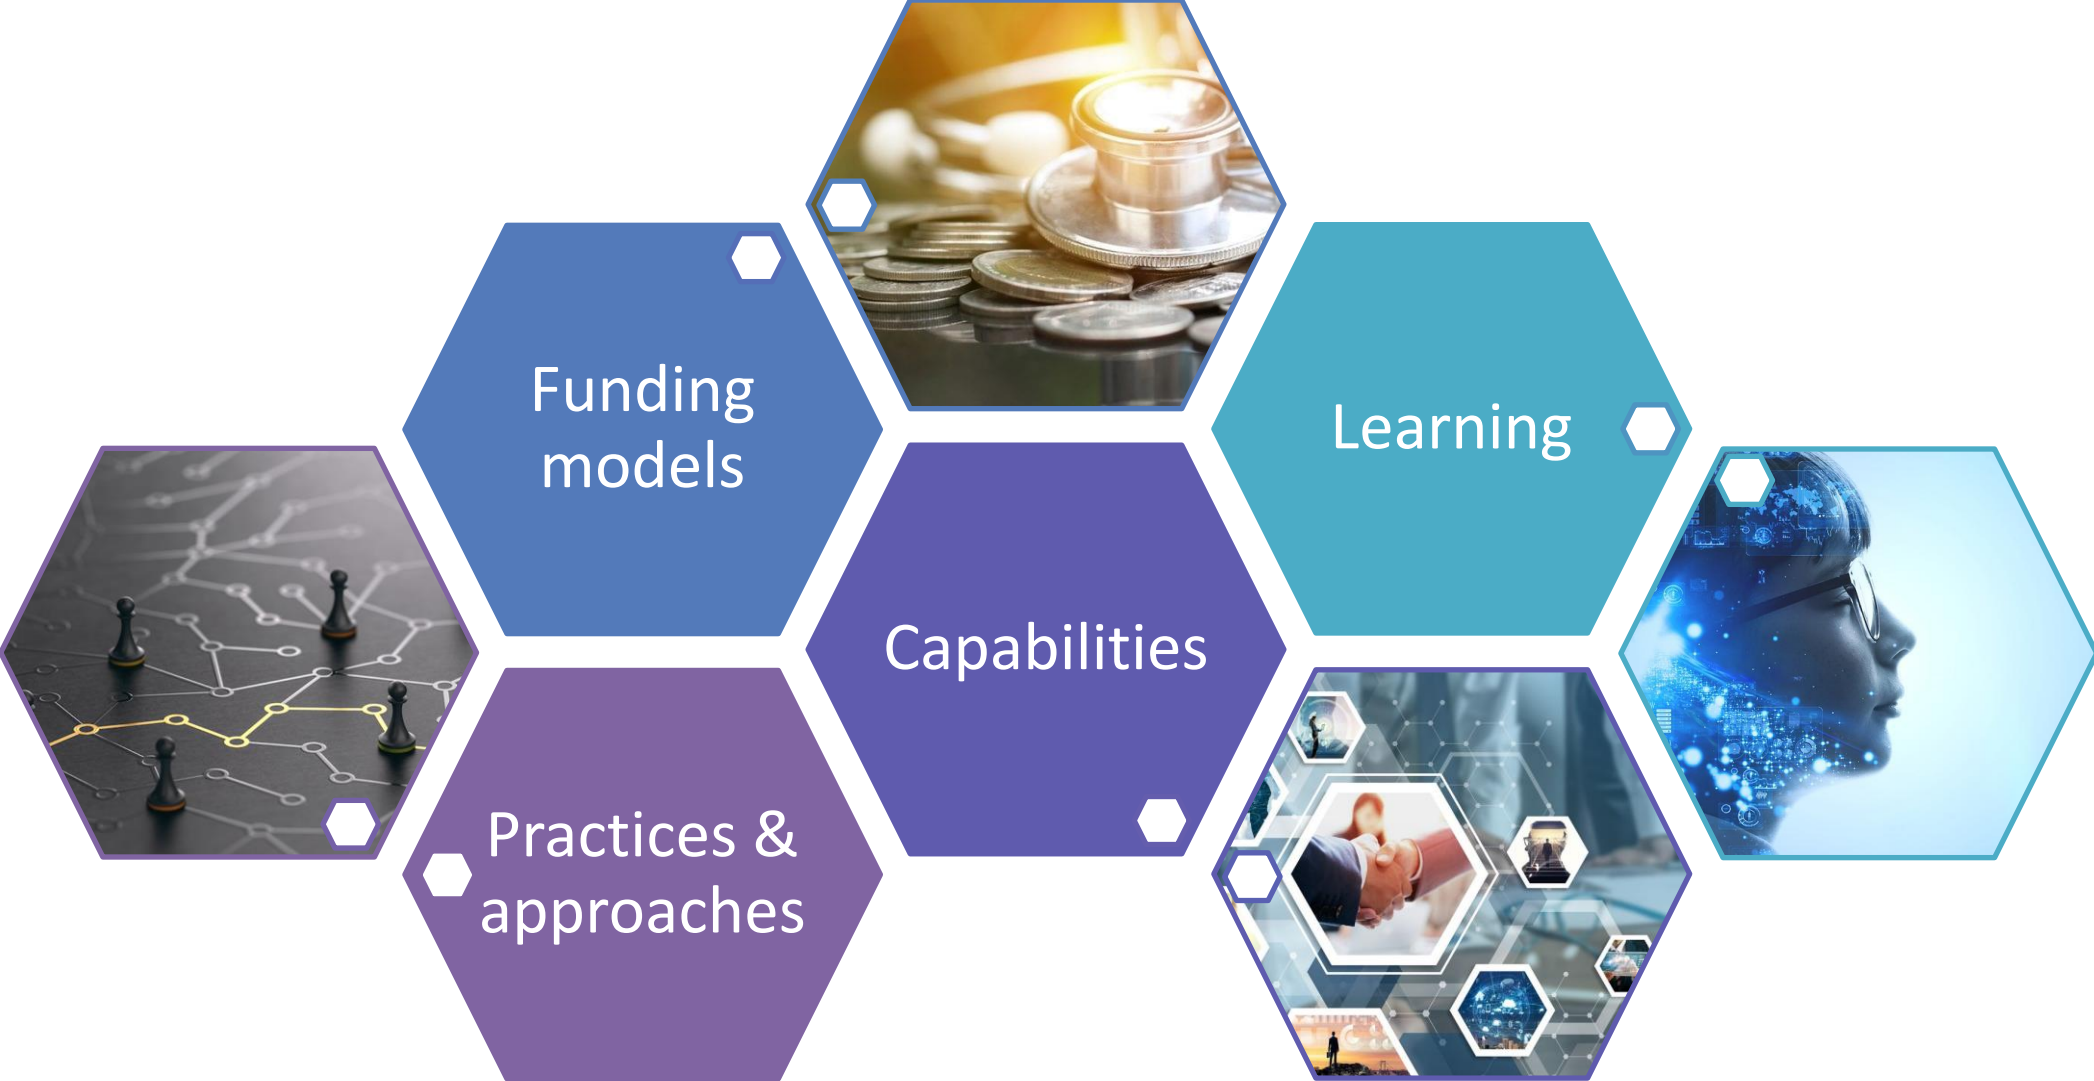 Funding
models
Learning
Capabilities
Practices &
approaches